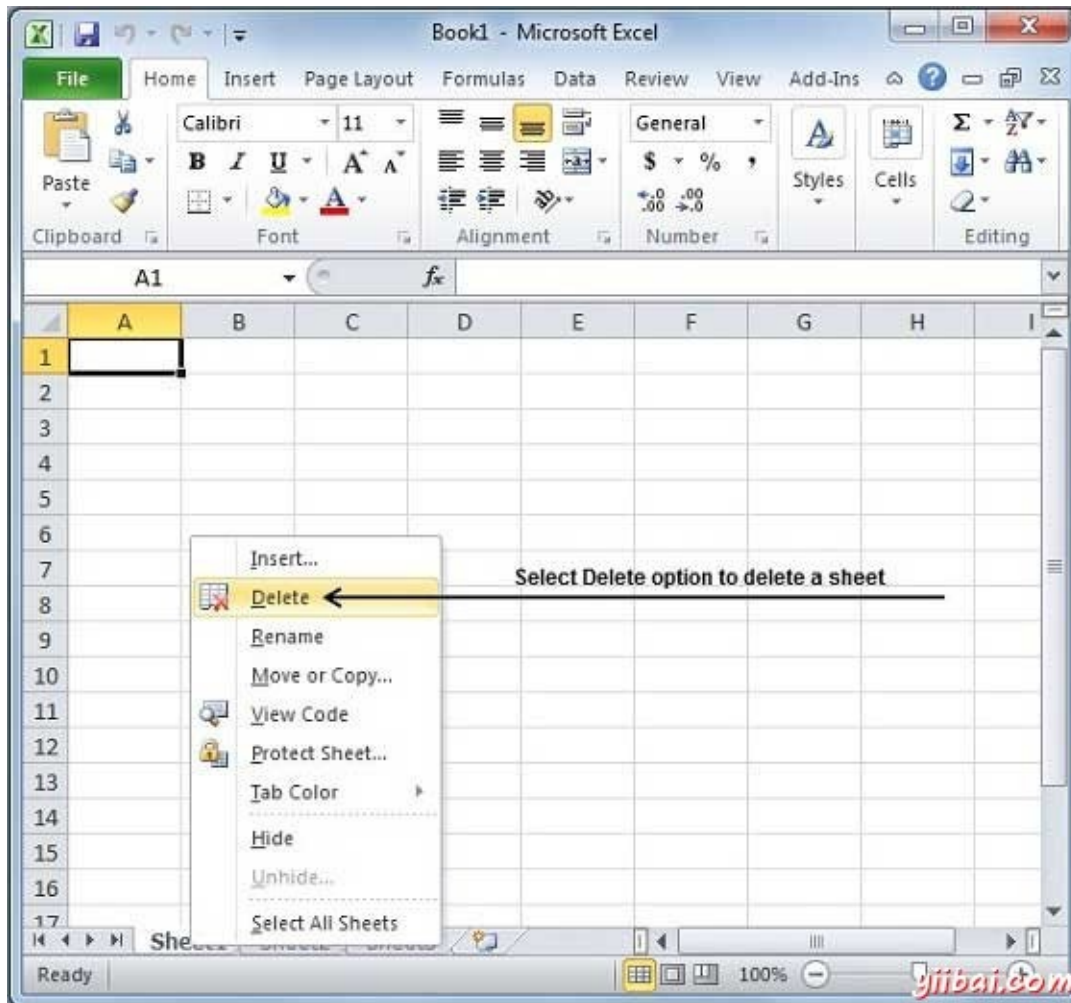 Book1 - Microsoft Excel
File Home Insert Page Layout Formulas Data Review View Add-Ins
Calibri 11 General
B I U A A $ % ,
Paste Styles Cells
Clipboard Font Alignment Number Editing
A1 fx
A B C D E F G H I
1
2
3
4
5
6
7
8
9
10
11
12
13
14
15
16
17
Insert...
Delete
Select Delete option to delete a sheet
Rename
Move or Copy...
View Code
Protect Sheet...
Tab Color
Hide
Unhide...
Select All Sheets
Ready 100%
yiibai.com